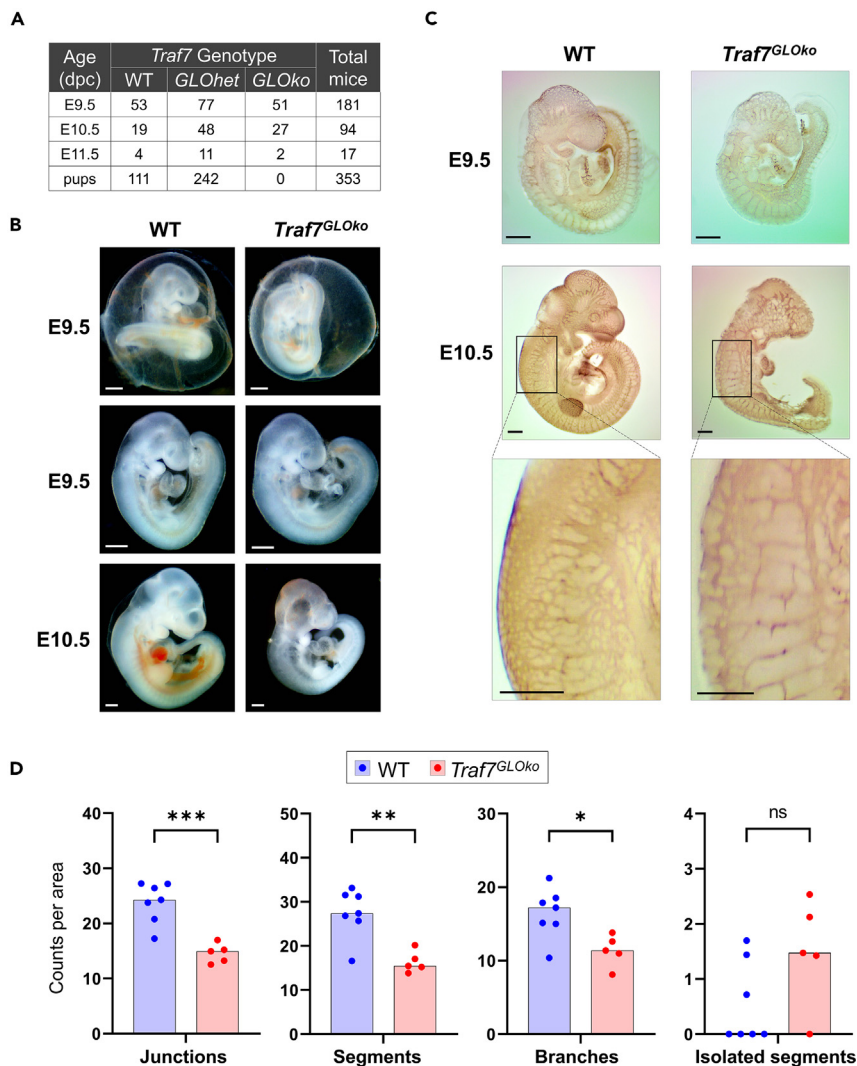 A
Age (dpc) Traf7 Genotype Total mice
WT GLOhet GLOko
E9.5 53 77 51 181
E10.5 19 48 27 94
E11.5 4 11 2 17
pups 111 242 0 353
B
WT Traf7GLOko
E9.5
E9.5
E10.5
C
WT Traf7GLOko
E9.5
E10.5
D
WT Traf7GLOko
Counts per area
40
30
20
10
0
***
Junctions
50
40
30
20
10
0
**
Segments
30
20
10
0
*
Branches
4
3
2
1
0
ns
Isolated segments